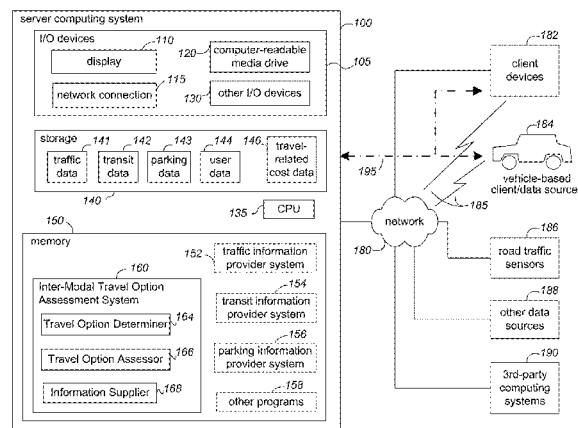 server computing system
100
I/O devices
110
display
120
computer-readable
media drive
105
115
network connection
130
other I/O devices
storage
141
142
143
144
146
traffic
data
transit
data
parking
data
user
data
travel-
related
cost data
140
135
CPU
150
memory
152
traffic information
provider system
160
Inter-Modal Travel Option
Assessment System
154
transit information
provider system
Travel Option Determiner
164
156
Travel Option Assessor
166
parking information
provider system
158
Information Supplier
168
other programs
182
client
devices
184
195
vehicle-based
client/data source
185
network
180
186
road traffic
sensors
188
other data
sources
190
3rd-party
computing
systems